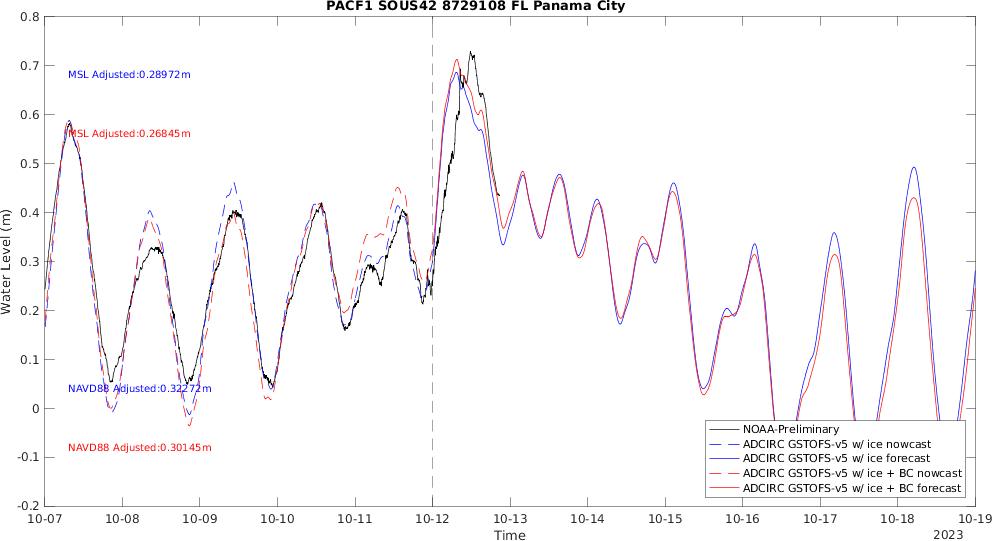 PACF1 SOUS42 8729108 FL Panama City
0.8
0.7
0.6
0.5
0.4
0.3
0.2
0.1
0
-0.1
-0.2
Water Level (m)
MSL Adjusted:0.28972m
MSL Adjusted:0.26845m
NAVD88 Adjusted:0.32272m
NAVD88 Adjusted:0.30145m
NOAA-Preliminary
ADCIRC GSTOFS-v5 w/ ice nowcast
ADCIRC GSTOFS-v5 w/ ice forecast
ADCIRC GSTOFS-v5 w/ ice + BC nowcast
ADCIRC GSTOFS-v5 w/ ice + BC forecast
10-07 10-08 10-09 10-10 10-11 10-12 10-13 10-14 10-15 10-16 10-17 10-18 10-19
Time
2023